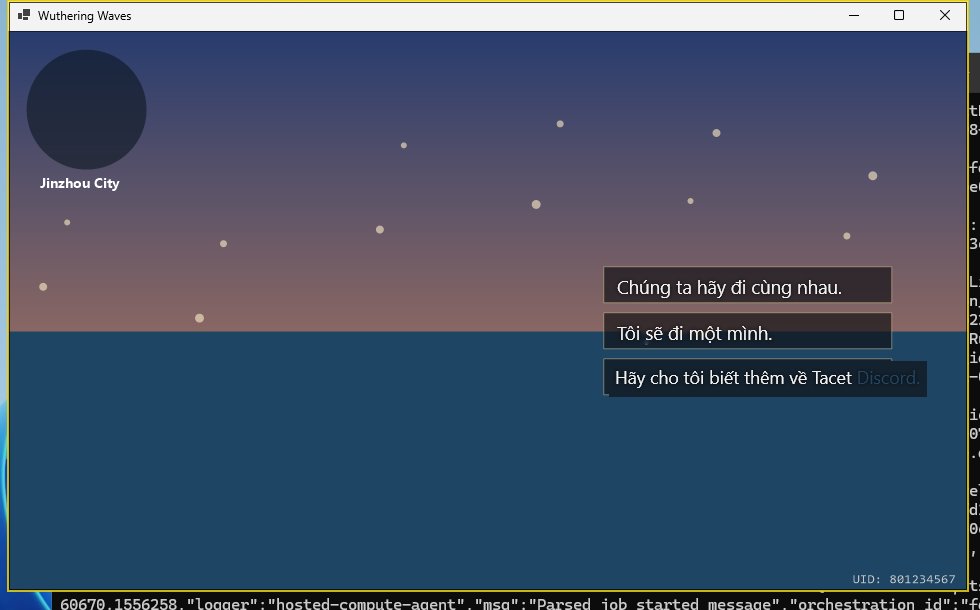 Wuthering Waves
Jinzhou City
Chúng ta hãy đi cùng nhau.
Tôi sẽ đi một mình.
Hãy cho tôi biết thêm về Tacet Discord.
UID: 801234567
60670.1556258,"logger":"hosted-compute-agent","msg":"Parsed job started message","orchestration_id":"f